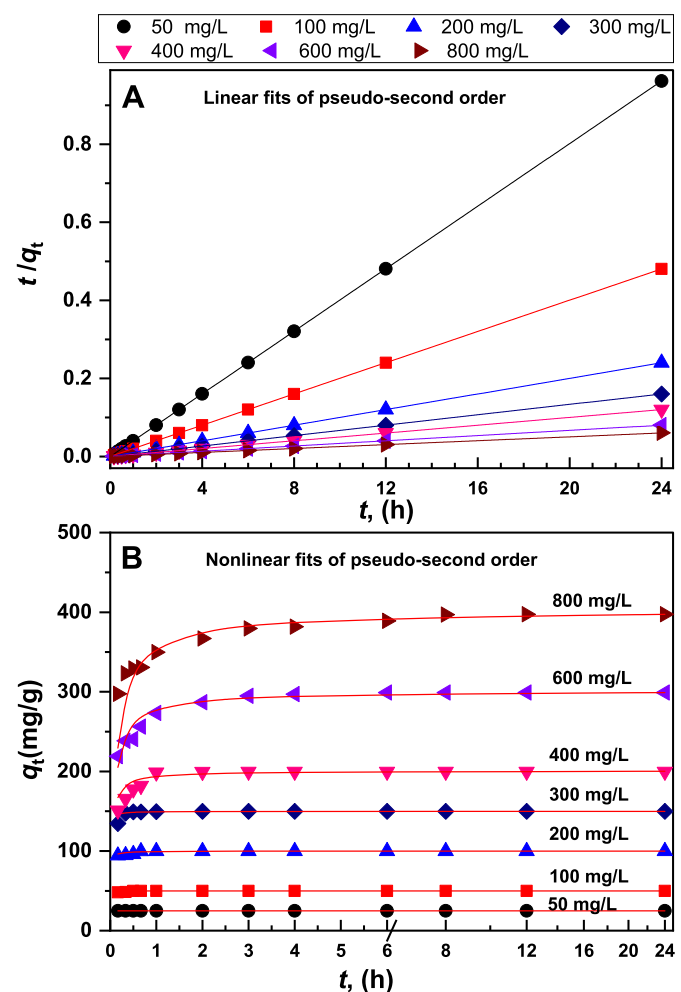 50 mg/L 100 mg/L 200 mg/L 300 mg/L
400 mg/L 600 mg/L 800 mg/L
A
Linear fits of pseudo-second order
t /qt
0.8
0.6
0.4
0.2
0.0
0 4 8 12 16 20 24
t, (h)
B
Nonlinear fits of pseudo-second order
qt(mg/g)
500
400
300
200
100
0
800 mg/L
600 mg/L
400 mg/L
300 mg/L
200 mg/L
100 mg/L
50 mg/L
0 1 2 3 4 5 6 8 10 12 14 16 18 20 22 24
t, (h)